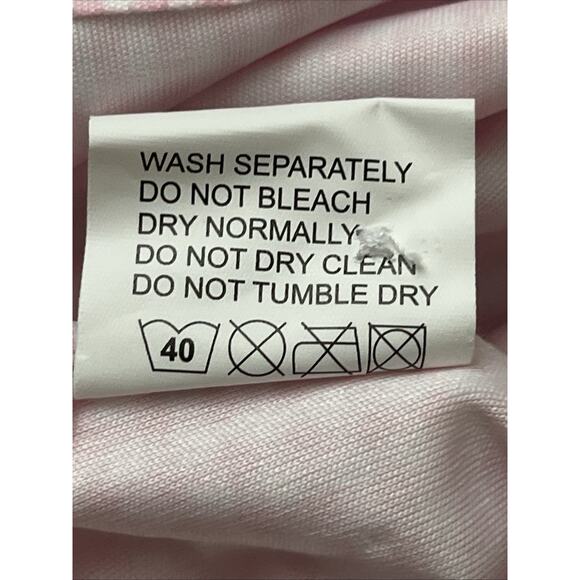 WASH SEPARATELY
DO NOT BLEACH
DRY NORMALLY
DO NOT DRY CLEAN
DO NOT TUMBLE DRY
40